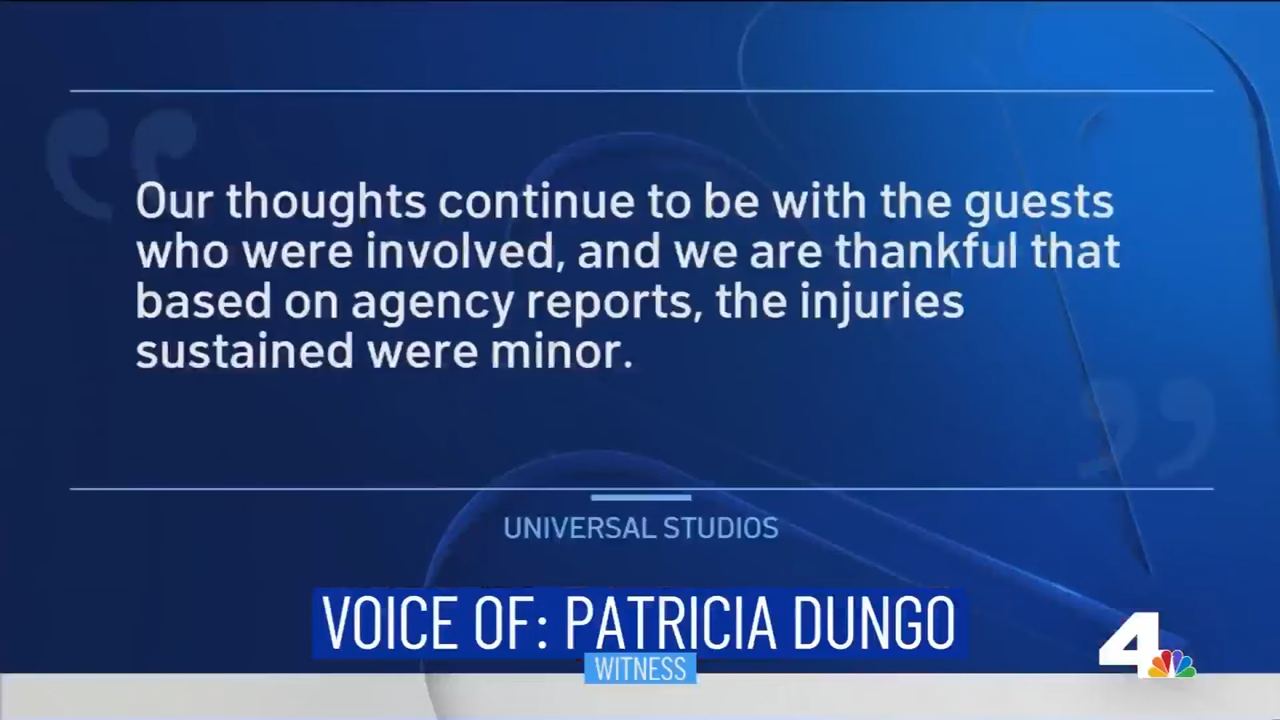 Our thoughts continue to be with the guests
who were involved, and we are thankful that
based on agency reports, the injuries
sustained were minor.
UNIVERSAL STUDIOS
VOICE OF: PATRICIA DUNGO
WITNESS
4